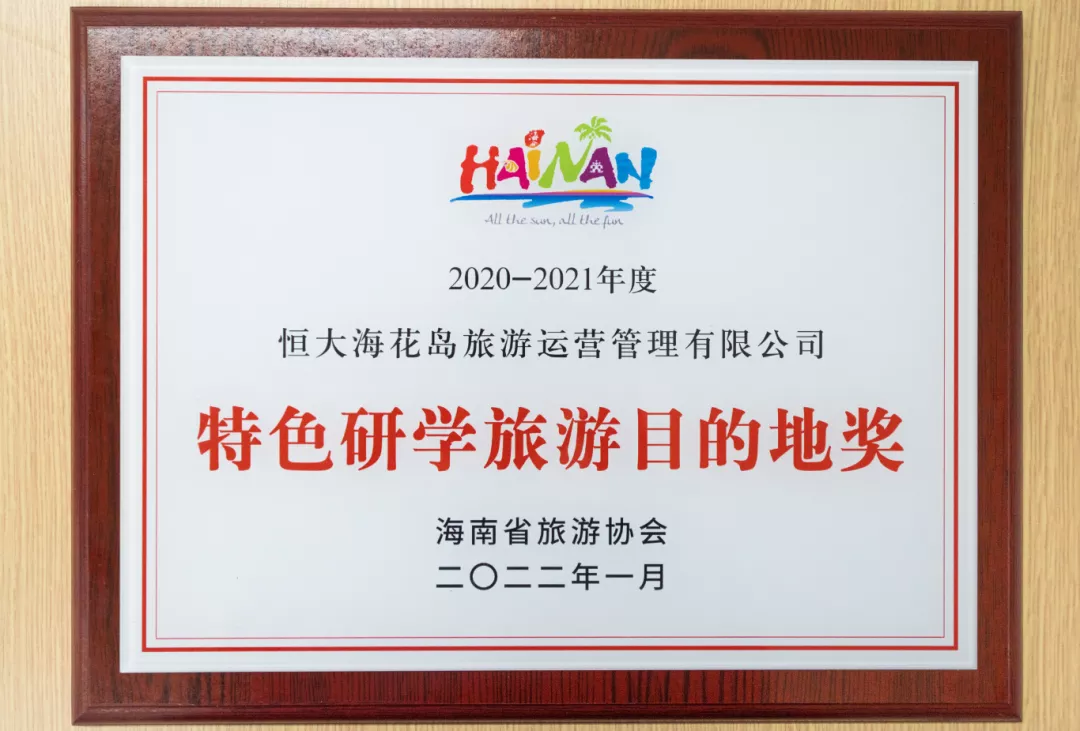 HAINAN
All the sun, all the fun
2020-2021年度
恒大海花岛旅游运营管理有限公司
特色研学旅游目的地奖
海南省旅游协会
二〇二二年一月